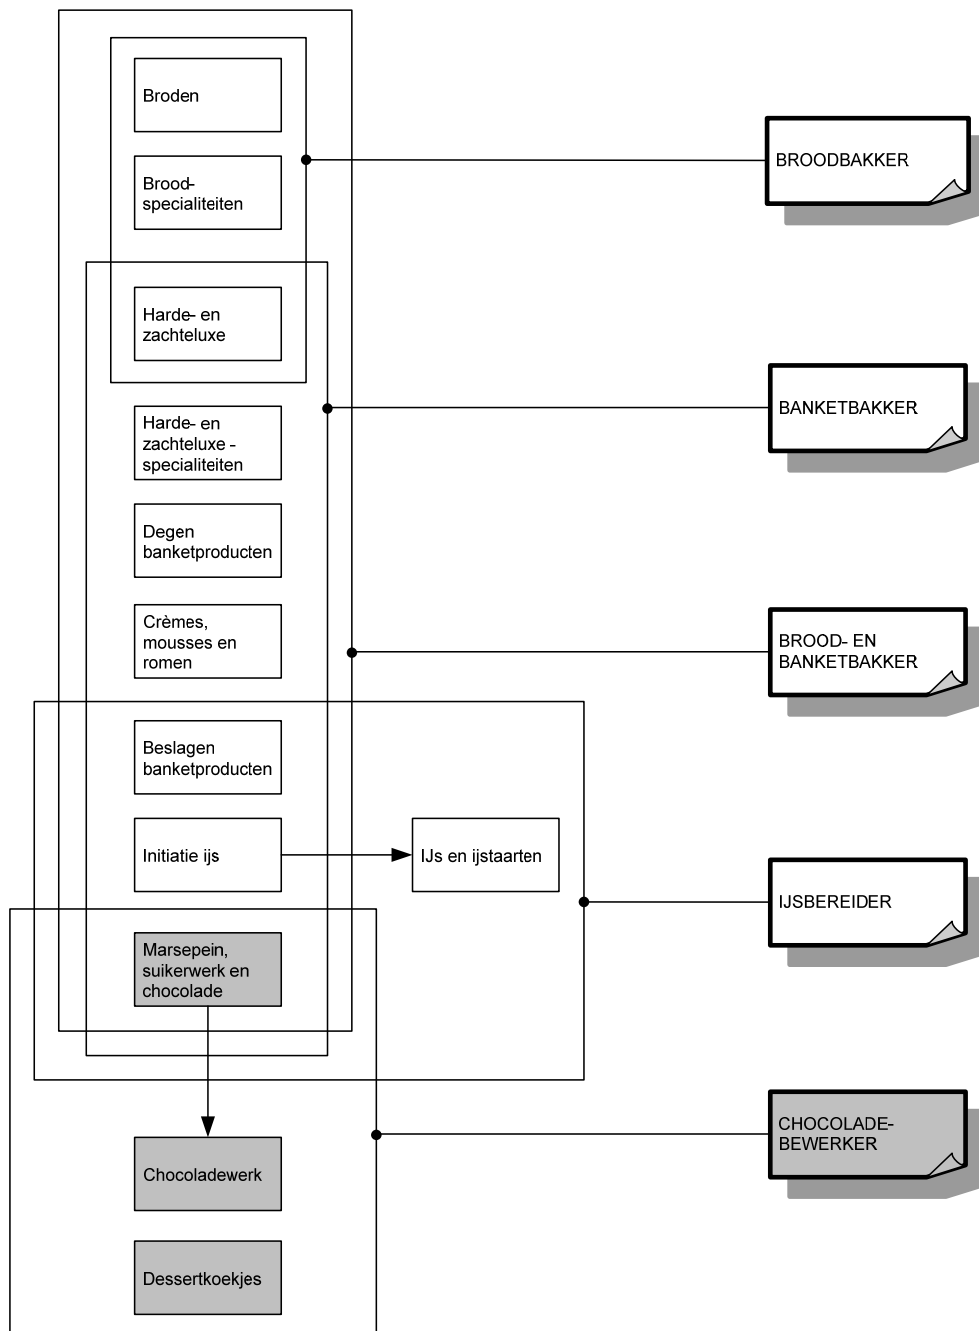 Broden
Brood-
specialiteiten
BROODBAKKER
Harde- en
zachteluxe
Harde- en
zachteluxe -
specialiteiten
BANKETBAKKER
Degen
banketproducten
Crèmes,
mousses en
romen
BROOD- EN
BANKETBAKKER
Beslagen
banketproducten
Initiatie ijs
IJs en ijstaarten
IJSBEREIDER
Marsepein,
suikerwerk en
chocolade
CHOCOLADE-
BEWERKER
Chocoladewerk
Dessertkoekjes